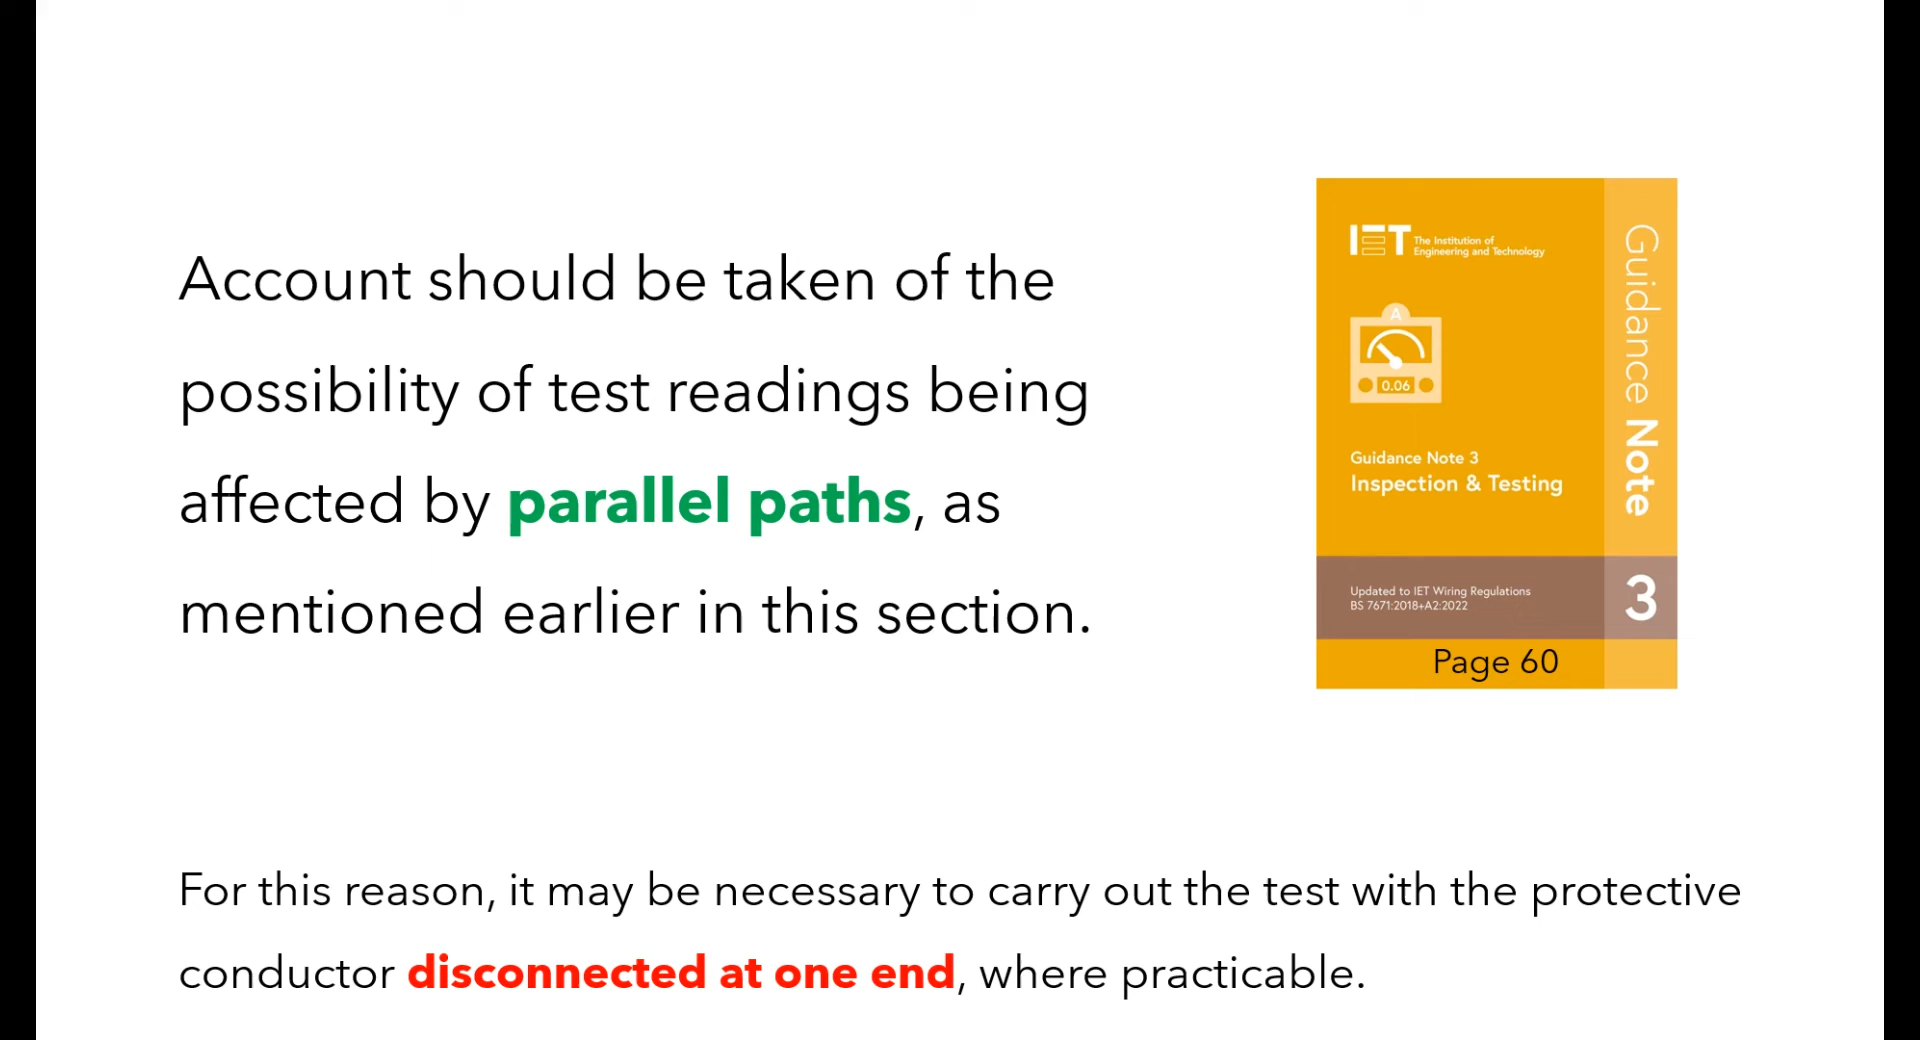 Account should be taken of the
possibility of test readings being
affected by parallel paths, as
mentioned earlier in this section.
IET The Institution of
Engineering and Technology
A
0.06
Guidance Note 3
Inspection & Testing
Updated to IET Wiring Regulations
BS 7671:2018+A2:2022
Guidance Note
3
Page 60
For this reason, it may be necessary to carry out the test with the protective
conductor disconnected at one end, where practicable.